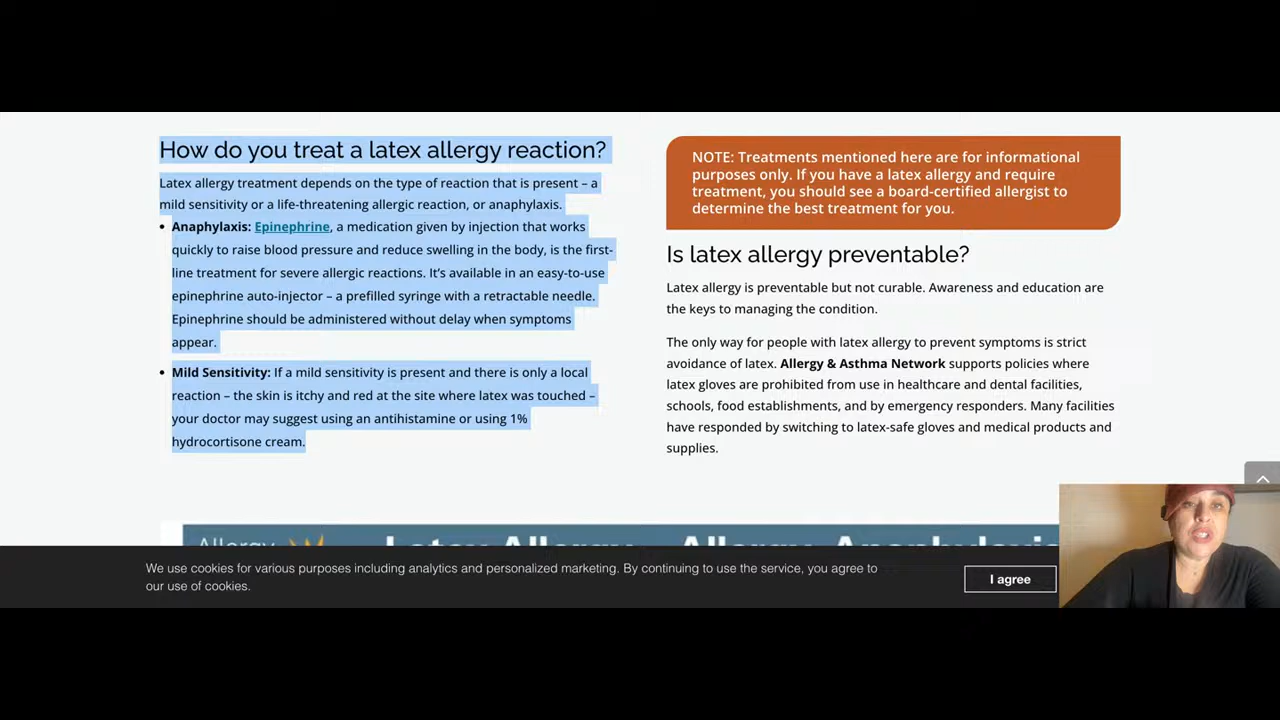 How do you treat a latex allergy reaction?
Latex allergy treatment depends on the type of reaction that is present – a
mild sensitivity or a life-threatening allergic reaction, or anaphylaxis.
• Anaphylaxis: Epinephrine, a medication given by injection that works
quickly to raise blood pressure and reduce swelling in the body, is the first-
line treatment for severe allergic reactions. It’s available in an easy-to-use
epinephrine auto-injector – a prefilled syringe with a retractable needle.
Epinephrine should be administered without delay when symptoms
appear.
• Mild Sensitivity: If a mild sensitivity is present and there is only a local
reaction – the skin is itchy and red at the site where latex was touched –
your doctor may suggest using an antihistamine or using 1%
hydrocortisone cream.
NOTE: Treatments mentioned here are for informational
purposes only. If you have a latex allergy and require
treatment, you should see a board-certified allergist to
determine the best treatment for you.
Is latex allergy preventable?
Latex allergy is preventable but not curable. Awareness and education are
the keys to managing the condition.
The only way for people with latex allergy to prevent symptoms is strict
avoidance of latex. Allergy & Asthma Network supports policies where
latex gloves are prohibited from use in healthcare and dental facilities,
schools, food establishments, and by emergency responders. Many facilities
have responded by switching to latex-safe gloves and medical products and
supplies.
Allergy
We use cookies for various purposes including analytics and personalized marketing. By continuing to use the service, you agree to
our use of cookies.
I agree